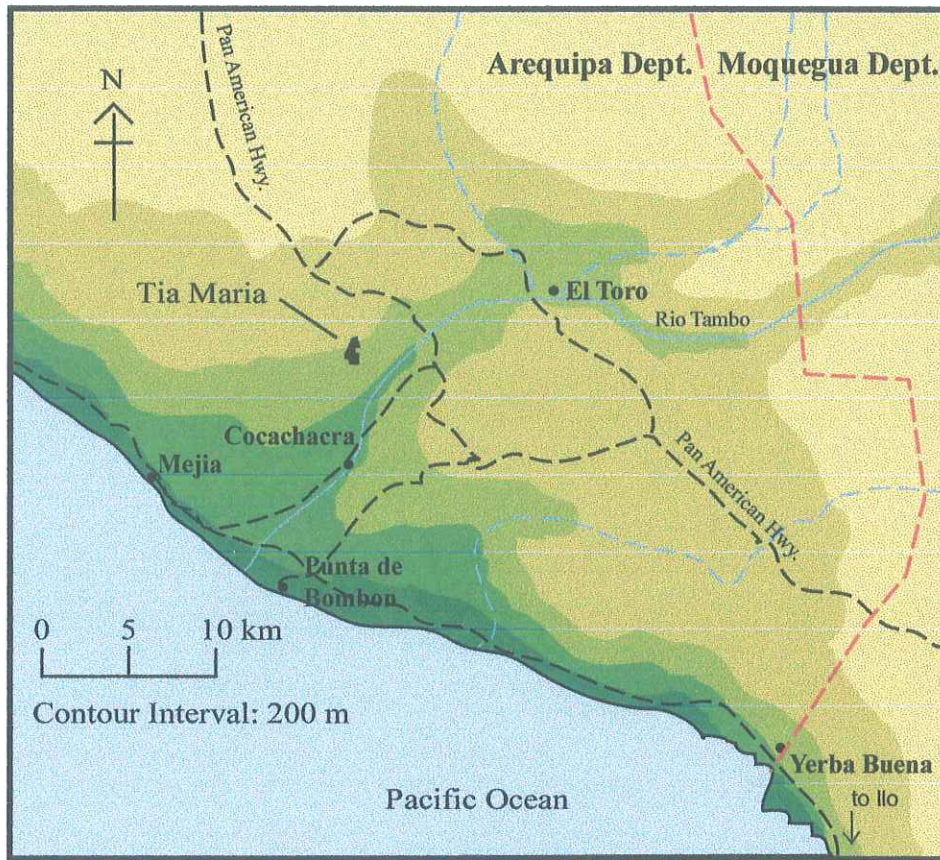 Pan American Hwy.
Arequipa Dept.
Moquegua Dept.
N
Tia Maria
El Toro
Rio Tambo
Cocachacra
Mejia
Pan American Hwy.
Punta de
Bombon
0 5 10 km
Contour Interval: 200 m
Yerba Buena
to Ilo
Pacific Ocean